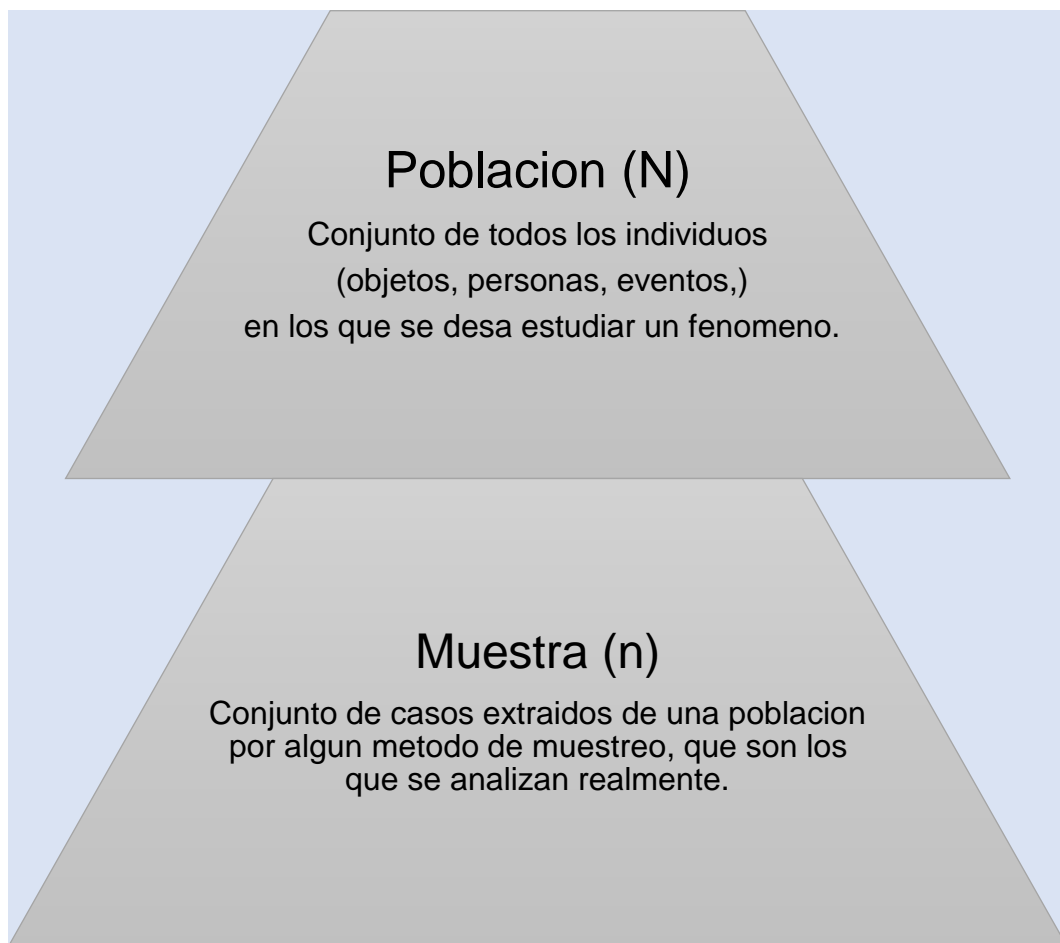 Poblacion (N)
Conjunto de todos los individuos
(objetos, personas, eventos,)
en los que se desa estudiar un fenomeno.
Muestra (n)
Conjunto de casos extraidos de una poblacion
por algun metodo de muestreo, que son los
que se analizan realmente.